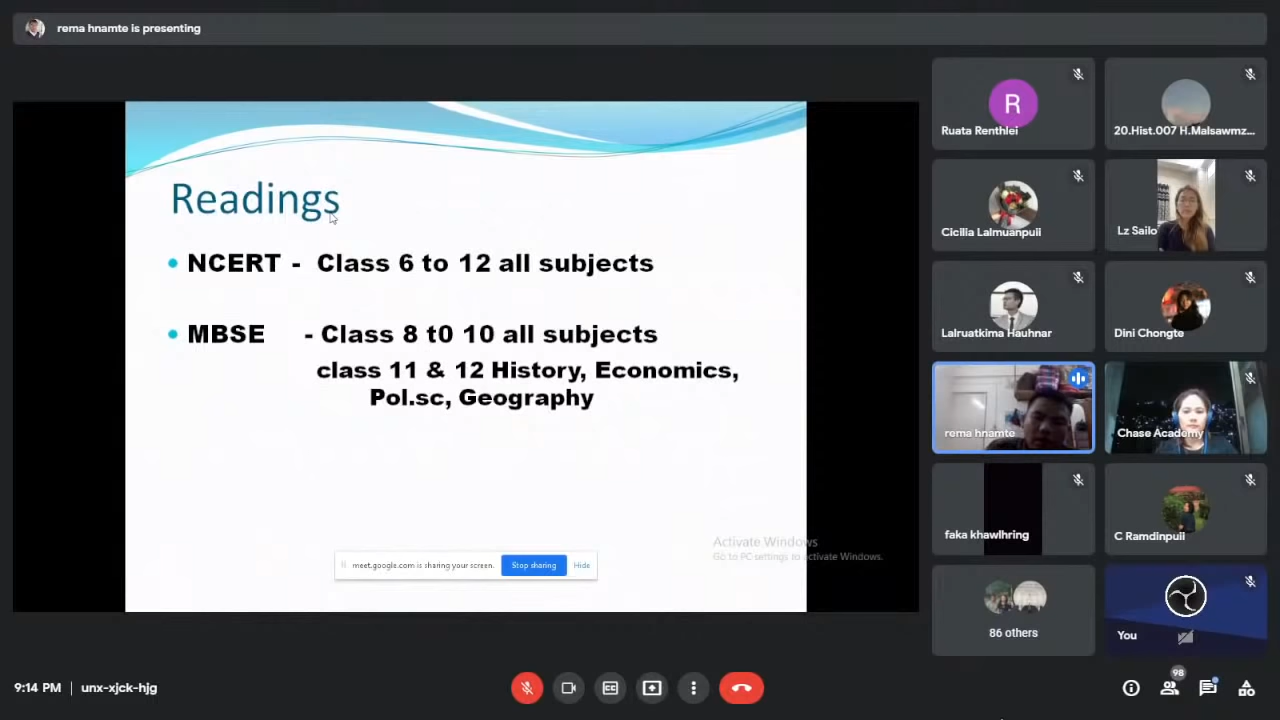 rema hnamte is presenting
Readings
NCERT - Class 6 to 12 all subjects
MBSE - Class 8 t0 10 all subjects
class 11 & 12 History, Economics,
Pol.sc, Geography
Activate Windows
Go to PC settings to activate Windows.
meet.google.com is sharing your screen.
Stop sharing
Hide
R
Ruata Renthlei
20.Hist.007 H.Malsawmz...
Cicilia Lalmuanpuii
Lz Sailo
Lalruatkima Hauhnar
Dini Chongte
rema hnamte
Chase Academy
faka khawlhring
C Ramdinpuii
86 others
You
9:14 PM | unx-xjck-hjg
CC
98